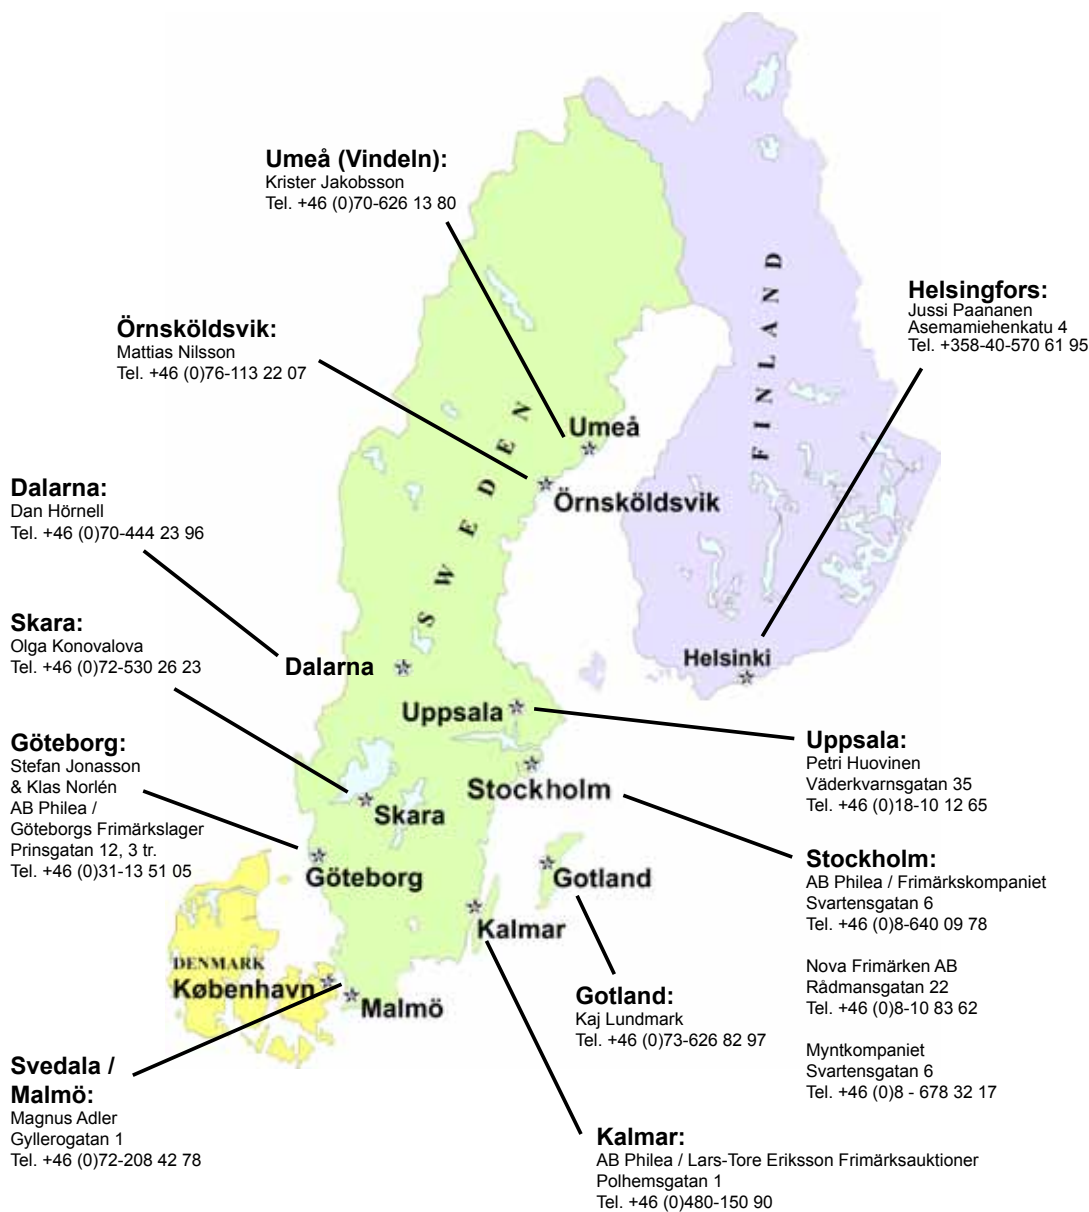 Umeå (Vindeln):
Krister Jakobsson
Tel. +46 (0)70-626 13 80
Helsingfors:
Jussi Paananen
Asemamiehenkatu 4
Tel. +358-40-570 61 95
Örnsköldsvik:
Mattias Nilsson
Tel. +46 (0)76-113 22 07
FINLAND
SWEDEN
Umeå
Örnsköldsvik
Dalarna:
Dan Hörnell
Tel. +46 (0)70-444 23 96
Skara:
Olga Konovalova
Tel. +46 (0)72-530 26 23
Dalarna
Helsinki
Uppsala
Göteborg:
Stefan Jonasson
& Klas Norlén
AB Philea /
Göteborgs Frimärkslager
Prinsgatan 12, 3 tr.
Tel. +46 (0)31-13 51 05
Uppsala:
Petri Huovinen
Väderkvarnsgatan 35
Tel. +46 (0)18-10 12 65
Stockholm
Skara
Göteborg
Gotland
Kalmar
Stockholm:
AB Philea / Frimärkskompaniet
Svartensgatan 6
Tel. +46 (0)8-640 09 78
Nova Frimärken AB
Rådmansgatan 22
Tel. +46 (0)8-10 83 62
Myntkompaniet
Svartensgatan 6
Tel. +46 (0)8 - 678 32 17
DENMARK
København
Malmö
Gotland:
Kaj Lundmark
Tel. +46 (0)73-626 82 97
Svedala /
Malmö:
Magnus Adler
Gyllerogatan 1
Tel. +46 (0)72-208 42 78
Kalmar:
AB Philea / Lars-Tore Eriksson Frimärksauktioner
Polhemsgatan 1
Tel. +46 (0)480-150 90